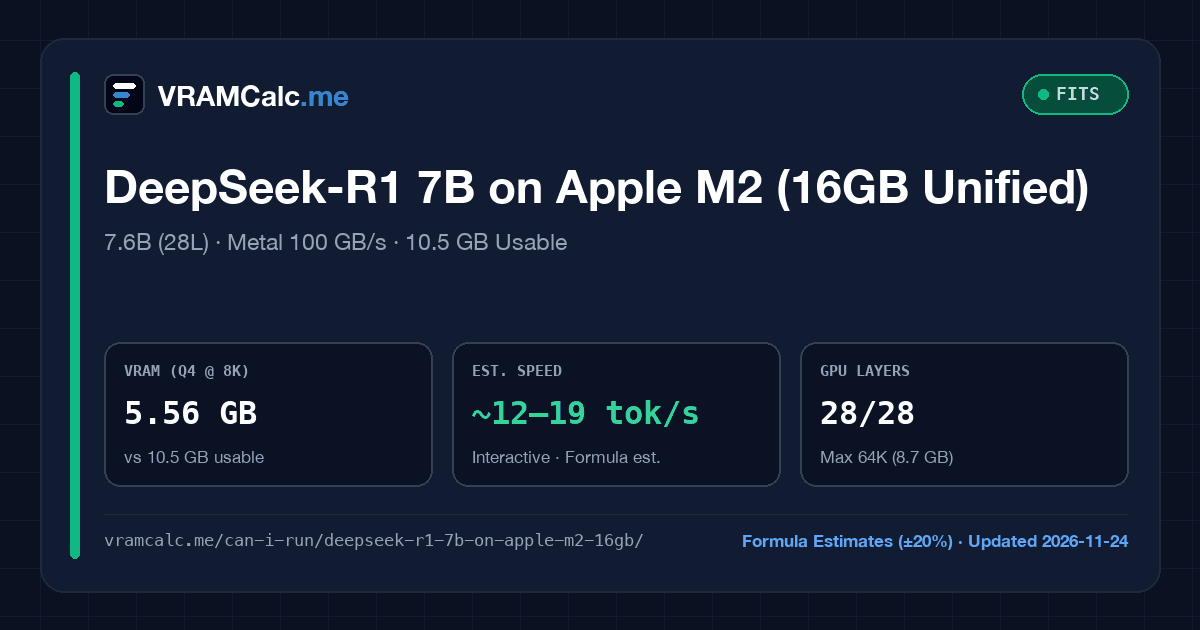 VRAMCalc.me
FITS
DeepSeek-R1 7B on Apple M2 (16GB Unified)
7.6B (28L) · Metal 100 GB/s · 10.5 GB Usable
VRAM (Q4 @ 8K)
5.56 GB
vs 10.5 GB usable
EST. SPEED
~12–19 tok/s
Interactive · Formula est.
GPU LAYERS
28/28
Max 64K (8.7 GB)
vramcalc.me/can-i-run/deepseek-r1-7b-on-apple-m2-16gb/
Formula Estimates (±20%) · Updated 2026-11-24